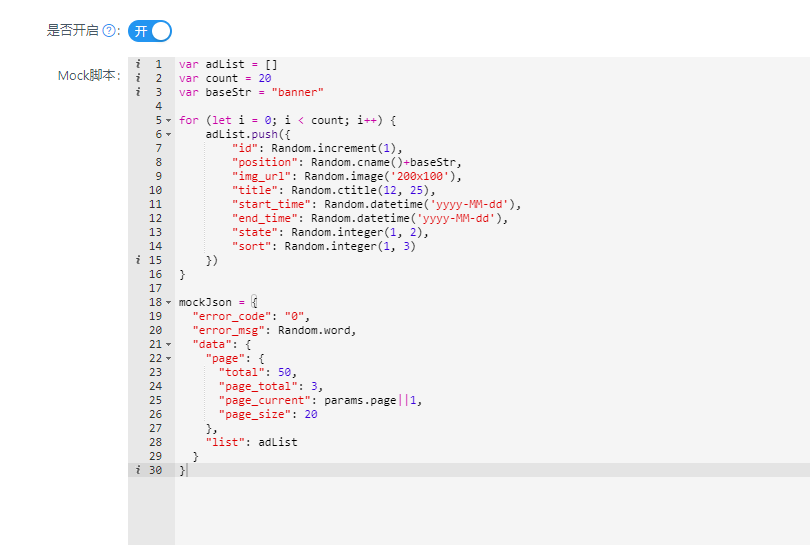 是否开启 ? : 开
Mock脚本:
i 1 var adList = []
i 2 var count = 20
i 3 var baseStr = "banner"
4
5 for (let i = 0; i < count; i++) {
6     adList.push({
7         "id": Random.increment(1),
8         "position": Random.cname()+baseStr,
9         "img_url": Random.image('200x100'),
10         "title": Random.ctitle(12, 25),
11         "start_time": Random.datetime('yyyy-MM-dd'),
12         "end_time": Random.datetime('yyyy-MM-dd'),
13         "state": Random.integer(1, 2),
14         "sort": Random.integer(1, 3)
i 15     })
16 }
17
18 mockJson = {
19   "error_code": "0",
20   "error_msg": Random.word,
21   "data": {
22     "page": {
23       "total": 50,
24       "page_total": 3,
25       "page_current": params.page||1,
26       "page_size": 20
27     },
28     "list": adList
29   }
i 30 }